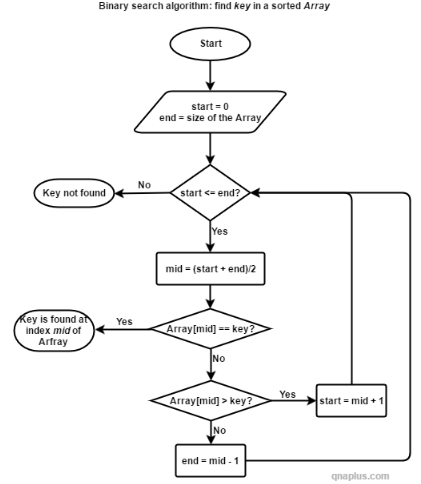 Binary search algorithm: find key in a sorted Array
Start
start = 0
end = size of the Array
start <= end?
No
Key not found
Yes
mid = (start + end)/2
Array[mid] == key?
Yes
Key is found at
index mid of
Arfray
No
Array[mid] > key?
Yes
start = mid + 1
No
end = mid - 1
qnaplus.com